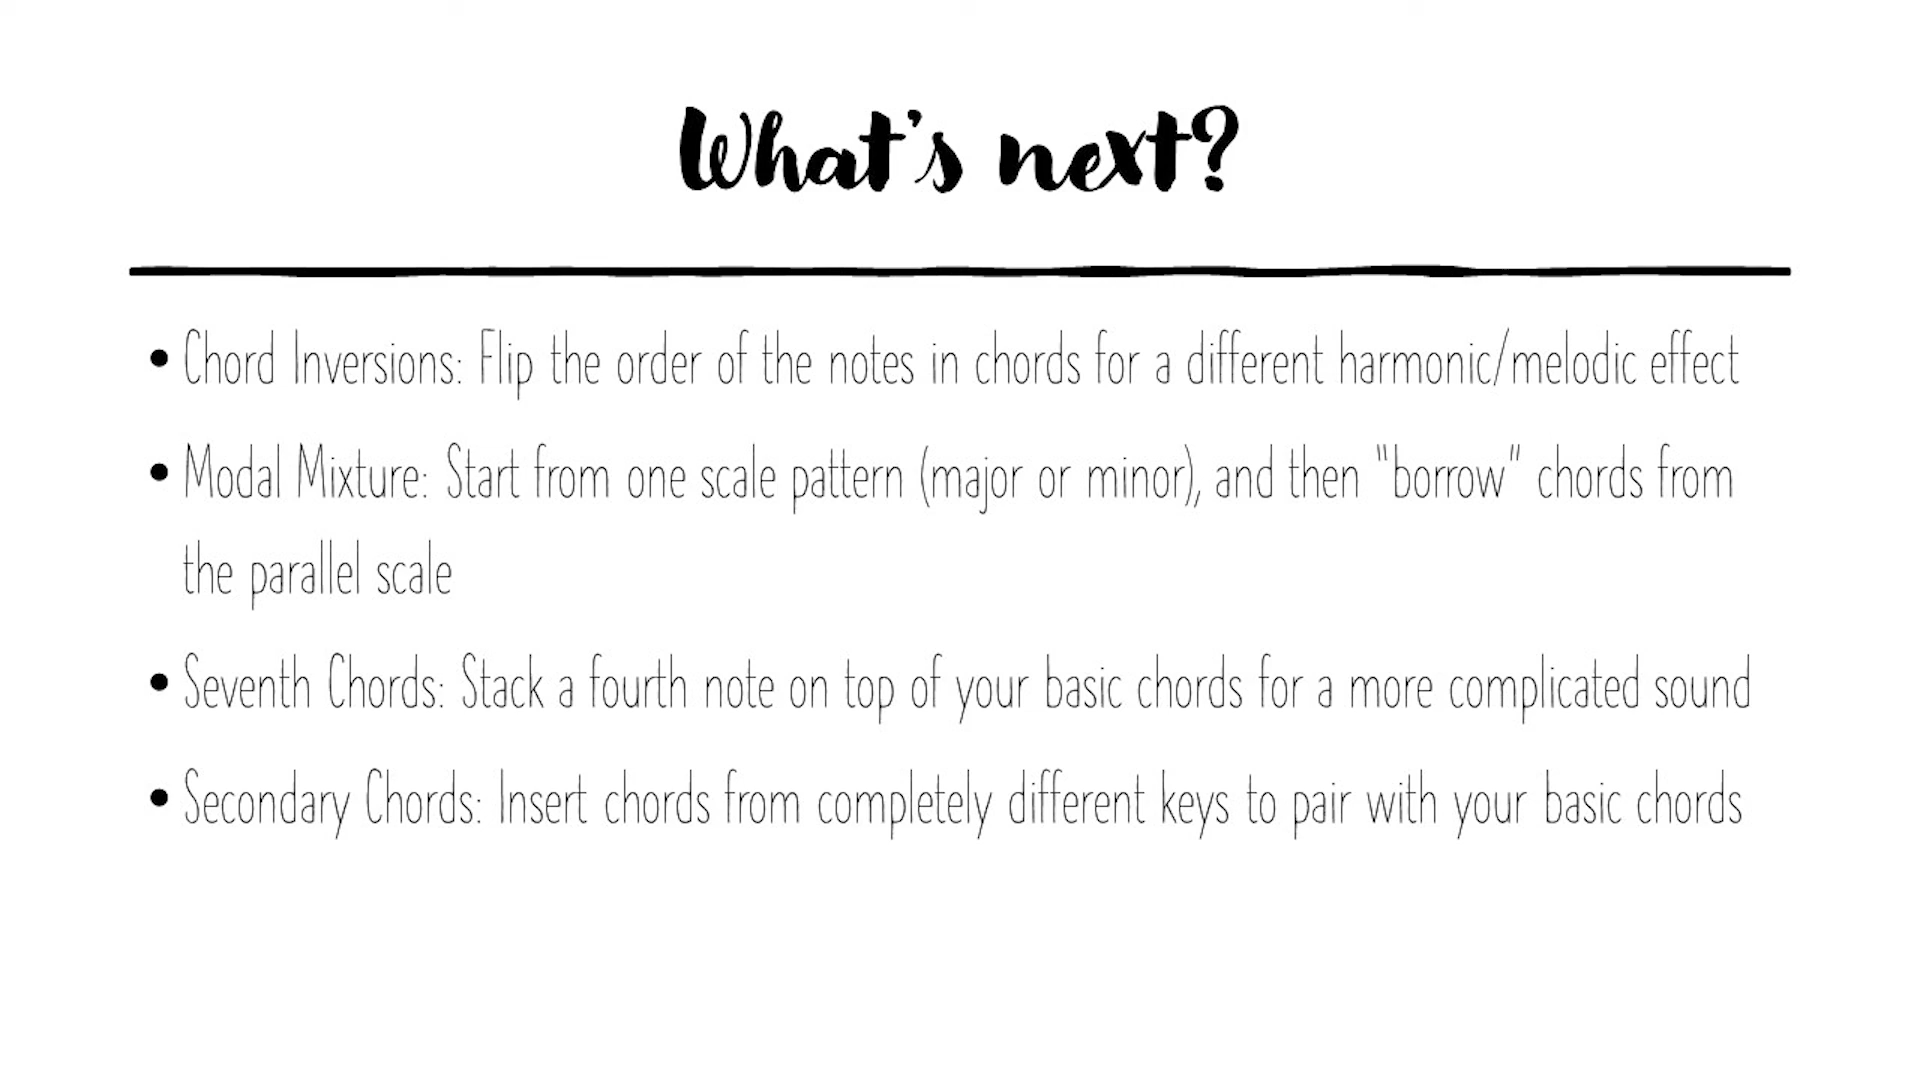 What's next?
• Chord Inversions: Flip the order of the notes in chords for a different harmonic/melodic effect
• Modal Mixture: Start from one scale pattern (major or minor), and then “borrow” chords from
the parallel scale
• Seventh Chords: Stack a fourth note on top of your basic chords for a more complicated sound
• Secondary Chords: Insert chords from completely different keys to pair with your basic chords